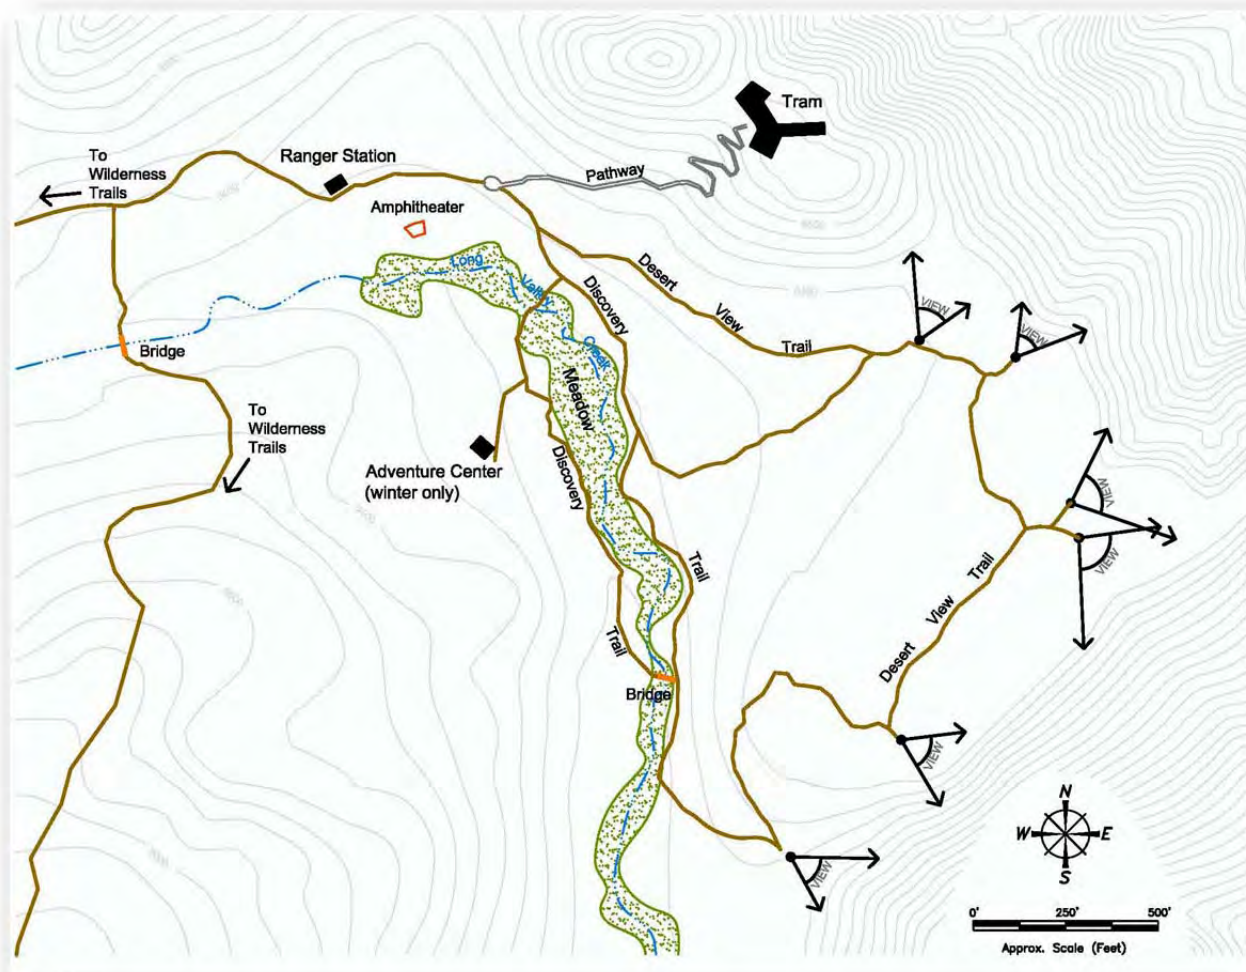 Tram
To
Wilderness
Trails
Ranger Station
Pathway
Amphitheater
Long
Valley
Creek
Desert
View
Trail
Discovery
VIEW
VIEW
Bridge
Meadow
To
Wilderness
Trails
Adventure Center
(winter only)
Discovery
Trail
VIEW
VIEW
Desert
View
Trail
Trail
Bridge
VIEW
VIEW
N
W
E
S
0'
250'
500'
Approx. Scale (Feet)